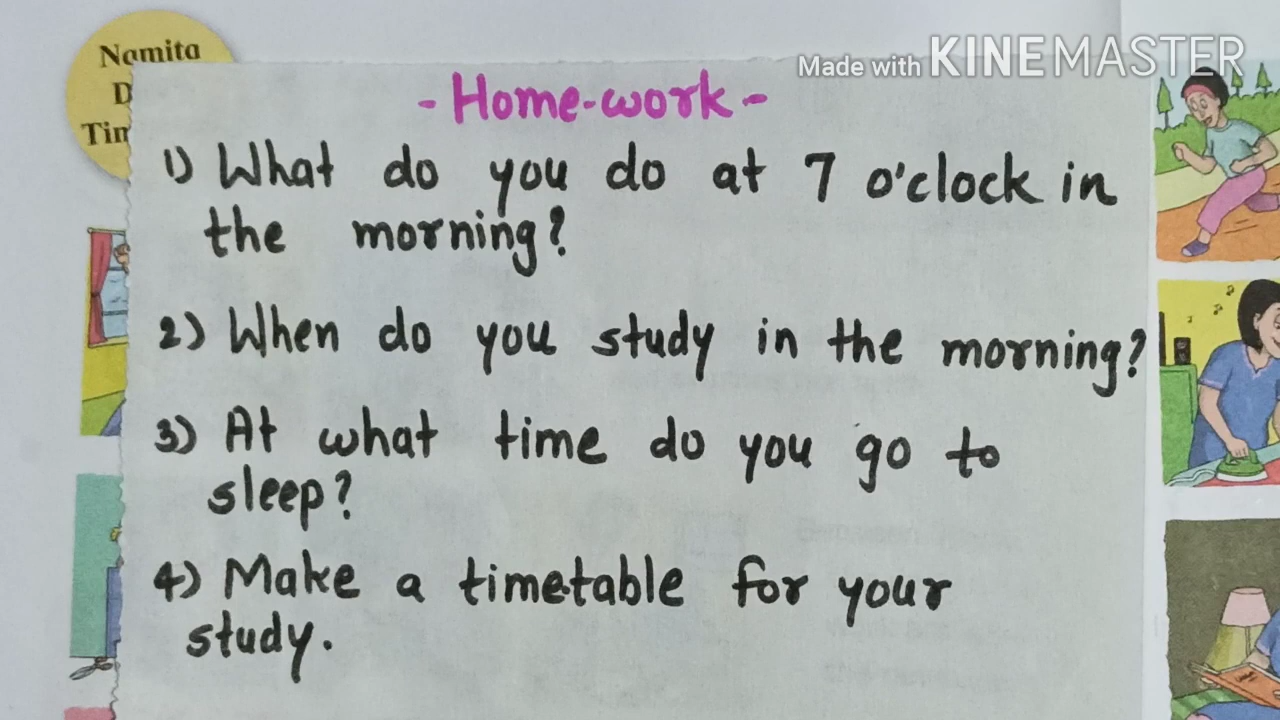 Made with KINEMASTER
Namita
- Home-work -
1) What do you do at 7 o'clock in
the morning?
2) When do you study in the morning?
3) At what time do you go to
sleep?
4) Make a timetable for your
study.